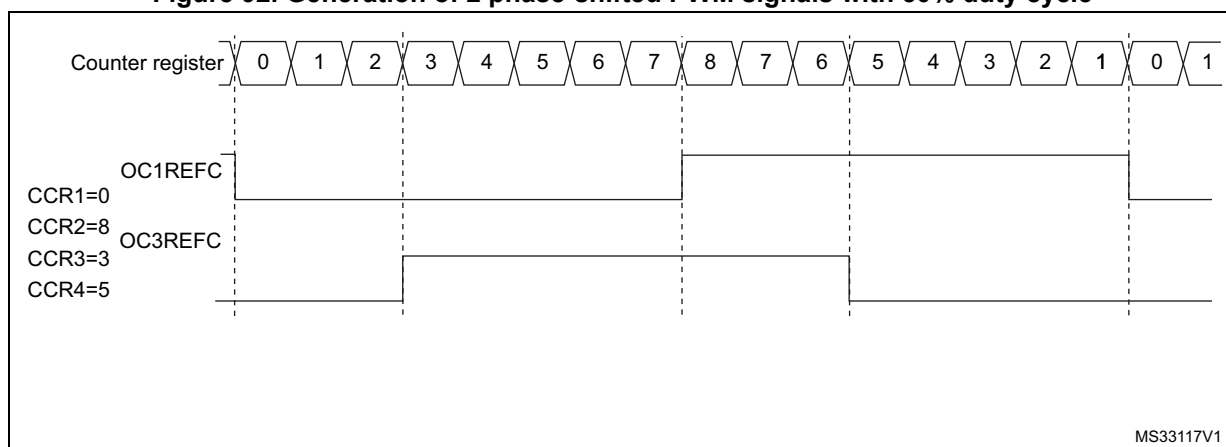 Figure 92. Generation of 2 phase-shifted PWM signals with 50% duty cycle
Counter register 0 1 2 3 4 5 6 7 8 7 6 5 4 3 2 1 0 1
OC1REFC
CCR1=0
CCR2=8
OC3REFC
CCR3=3
CCR4=5
MS33117V1